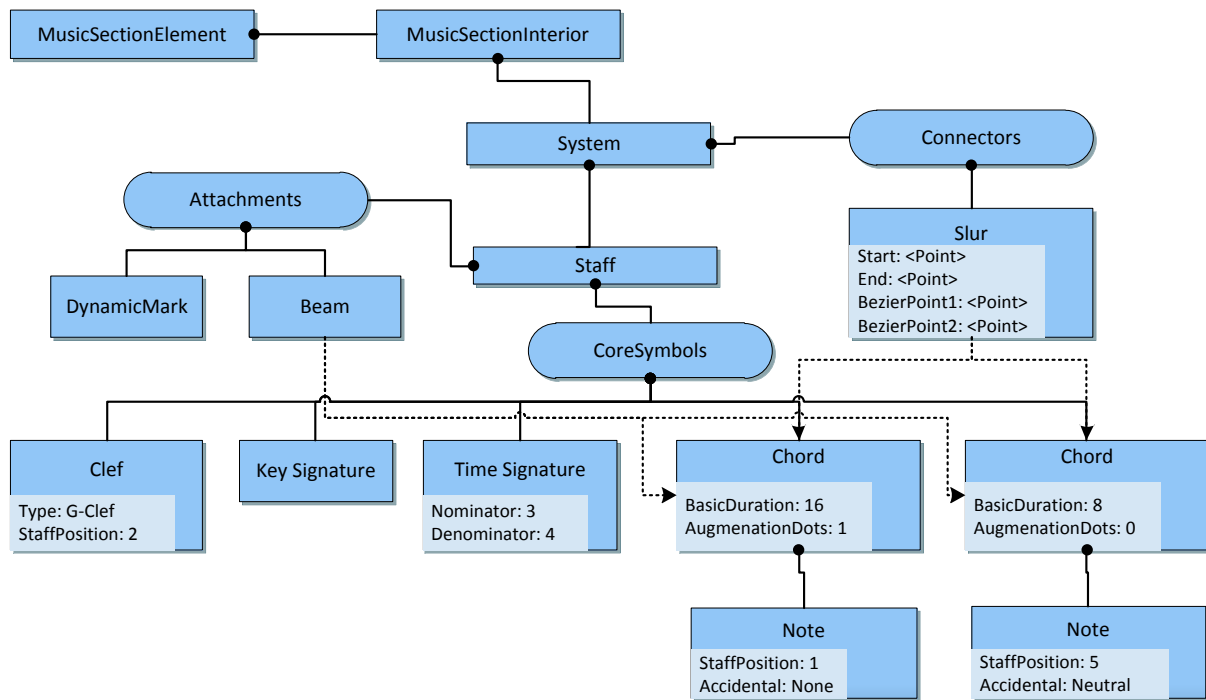 MusicSectionElement
MusicSectionInterior
System
Connectors
Attachments
Slur
Start: <Point>
End: <Point>
BezierPoint1: <Point>
BezierPoint2: <Point>
Staff
DynamicMark
Beam
CoreSymbols
Clef
Type: G-Clef
StaffPosition: 2
Key Signature
Time Signature
Nominator: 3
Denominator: 4
Chord
BasicDuration: 16
AugmenationDots: 1
Chord
BasicDuration: 8
AugmenationDots: 0
Note
StaffPosition: 1
Accidental: None
Note
StaffPosition: 5
Accidental: Neutral